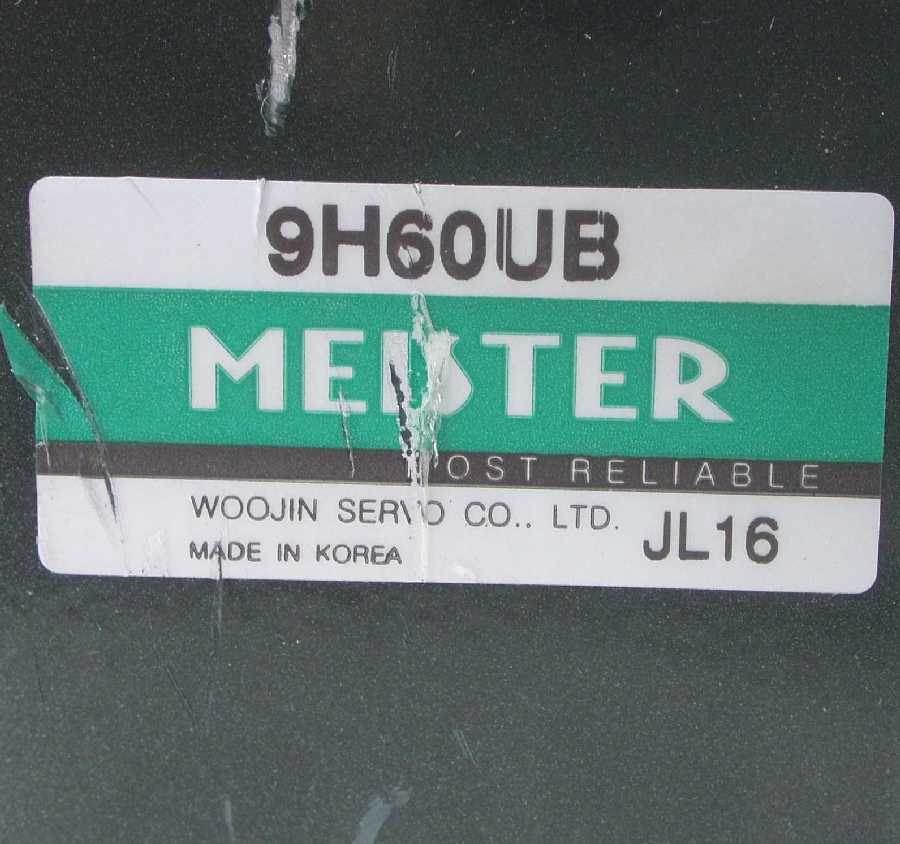 9H60UB
MEISTER
OST RELIABLE
WOOJIN SERVO CO.. LTD.
JL16
MADE IN KOREA